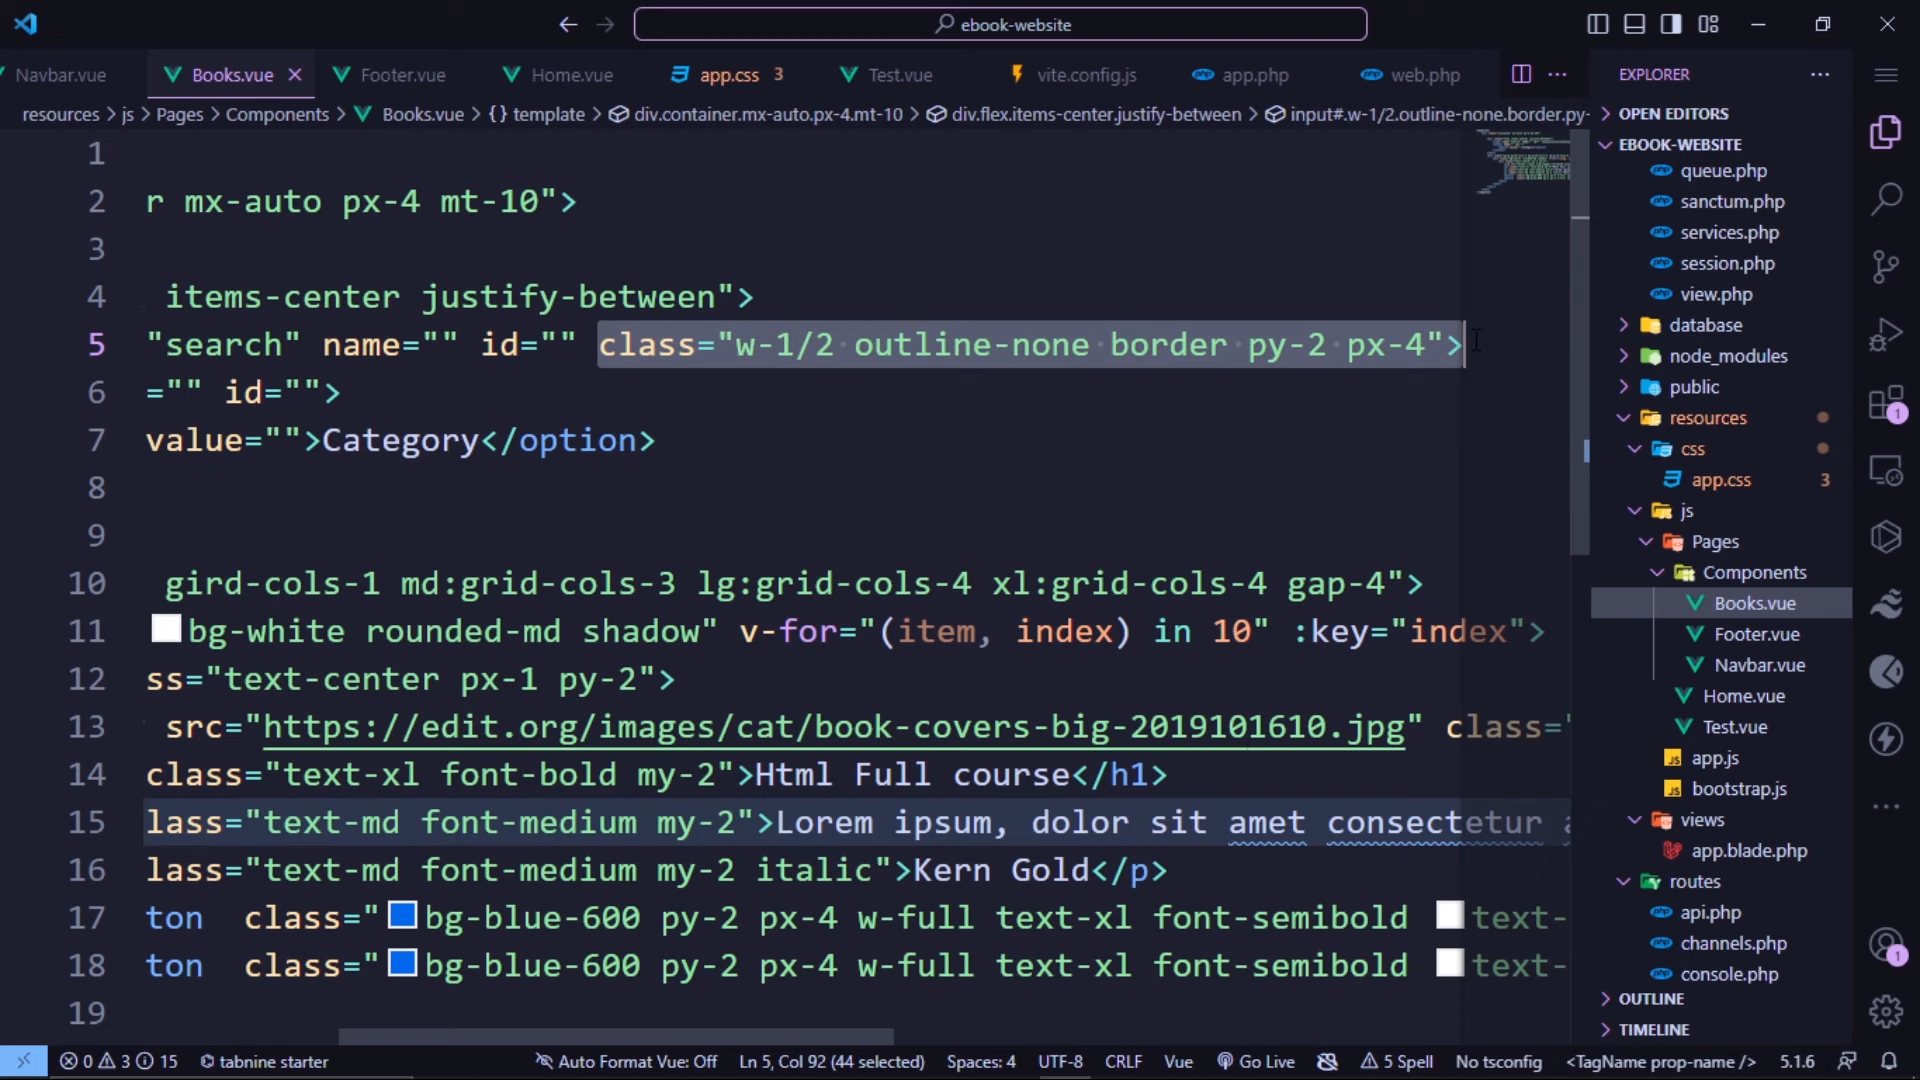 ebook-website
Navbar.vue
Books.vue
Footer.vue
Home.vue
app.css 3
Test.vue
vite.config.js
app.php
web.php
resources > js > Pages > Components > Books.vue > {} template > div.container.mx-auto.px-4.mt-10 > div.flex.items-center.justify-between > input#.w-1/2.outline-none.border.py-
1
2 r mx-auto px-4 mt-10">
3
4 items-center justify-between">
5 "search" name="" id="" class="w-1/2 outline-none border py-2 px-4">
6 ="" id="">
7 value="">Category</option>
8
9
10 gird-cols-1 md:grid-cols-3 lg:grid-cols-4 xl:grid-cols-4 gap-4">
11 bg-white rounded-md shadow" v-for="(item, index) in 10" :key="index">
12 ss="text-center px-1 py-2">
13 src="https://edit.org/images/cat/book-covers-big-2019101610.jpg" class="
14 class="text-xl font-bold my-2">Html Full course</h1>
15 lass="text-md font-medium my-2">Lorem ipsum, dolor sit amet consectetur a
16 lass="text-md font-medium my-2 italic">Kern Gold</p>
17 ton class="bg-blue-600 py-2 px-4 w-full text-xl font-semibold text-
18 ton class="bg-blue-600 py-2 px-4 w-full text-xl font-semibold text-
19
EXPLORER
OPEN EDITORS
EBOOK-WEBSITE
queue.php
sanctum.php
services.php
session.php
view.php
database
node_modules
public
resources
css
app.css 3
js
Pages
Components
Books.vue
Footer.vue
Navbar.vue
Home.vue
Test.vue
JS app.js
JS bootstrap.js
views
app.blade.php
routes
api.php
channels.php
console.php
OUTLINE
TIMELINE
1
1
0 3 15 tabnine starter Auto Format Vue: Off Ln 5, Col 92 (44 selected) Spaces: 4 UTF-8 CRLF Vue Go Live 5 Spell No tsconfig <TagName prop-name /> 5.1.6